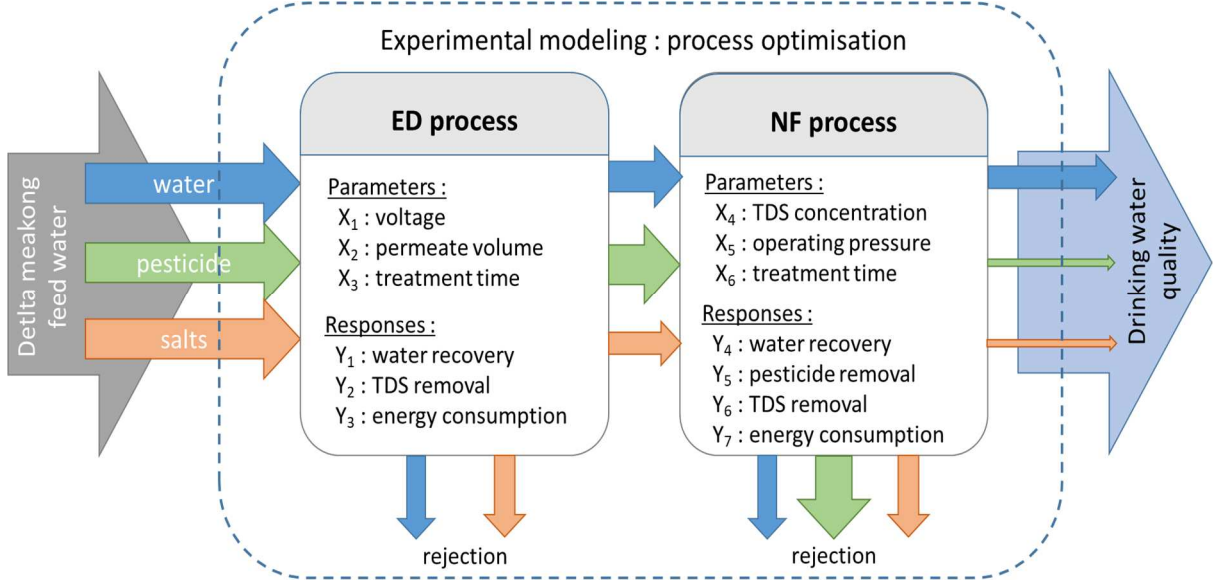 Experimental modeling : process optimisation
Detlta meakong
feed water
water
pesticide
salts
ED process
Parameters :
X₁ : voltage
X₂ : permeate volume
X₃ : treatment time
Responses :
Y₁ : water recovery
Y₂ : TDS removal
Y₃ : energy consumption
rejection
NF process
Parameters :
X₄ : TDS concentration
X₅ : operating pressure
X₆ : treatment time
Responses :
Y₄ : water recovery
Y₅ : pesticide removal
Y₆ : TDS removal
Y₇ : energy consumption
rejection
Drinking water
quality